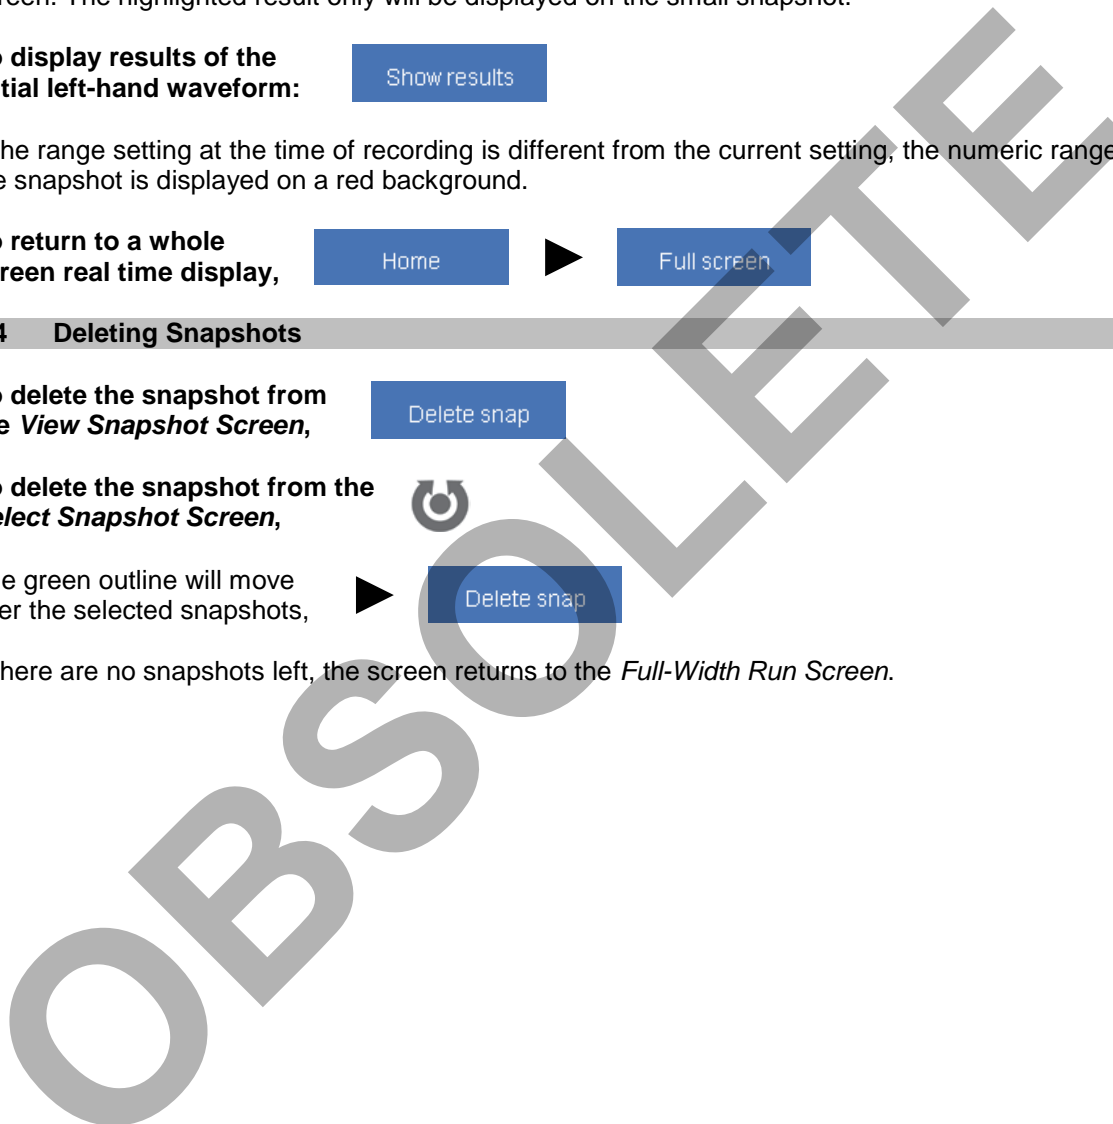 reen. The highlighted result only will be displayed on the small snapshot.
o display results of the
itial left-hand waveform:
Show results
he range setting at the time of recording is different from the current setting, the numeric range
e snapshot is displayed on a red background.
o return to a whole
reen real time display,
Home
Full screen
4 Deleting Snapshots
o delete the snapshot from
e View Snapshot Screen,
Delete snap
o delete the snapshot from the
elect Snapshot Screen,
e green outline will move
er the selected snapshots,
Delete snap
here are no snapshots left, the screen returns to the Full-Width Run Screen.
OBSOLETE